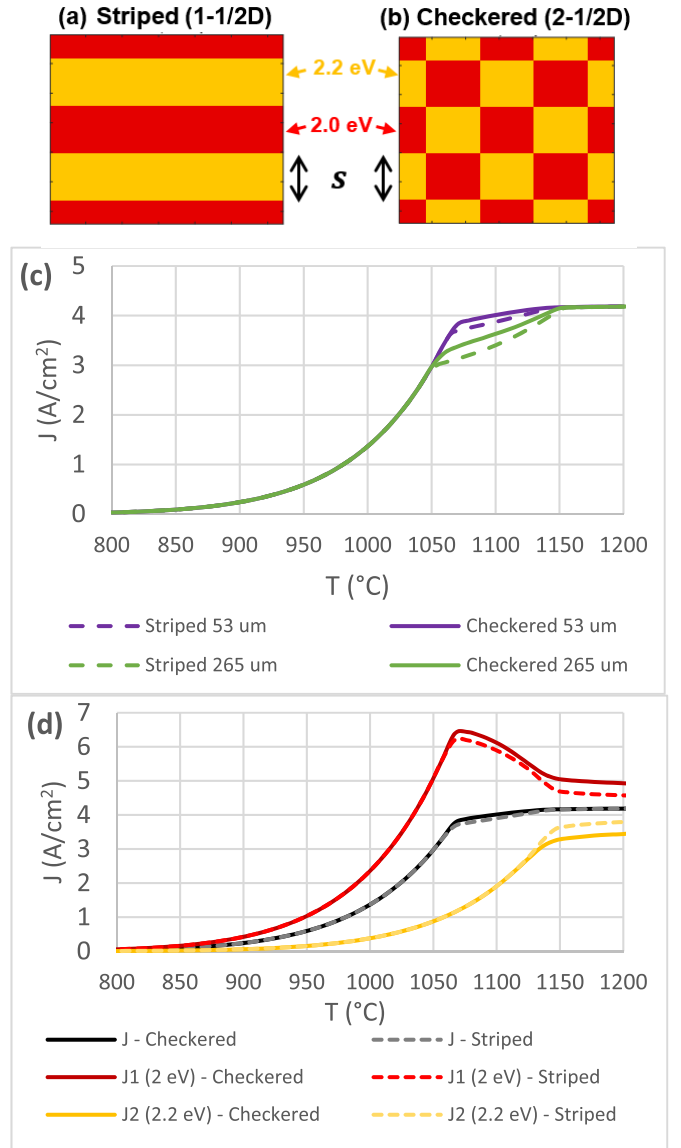 (a) Striped (1-1/2D)
(b) Checkered (2-1/2D)
2.2 eV
2.0 eV
S
(c)
J (A/cm²)
5
4
3
2
1
0
800 850 900 950 1000 1050 1100 1150 1200
T (°C)
Striped 53 um
Checkered 53 um
Striped 265 um
Checkered 265 um
(d)
J (A/cm²)
7
6
5
4
3
2
1
0
800 850 900 950 1000 1050 1100 1150 1200
T (°C)
J - Checkered
J - Striped
J1 (2 eV) - Checkered
J1 (2 eV) - Striped
J2 (2.2 eV) - Checkered
J2 (2.2 eV) - Striped